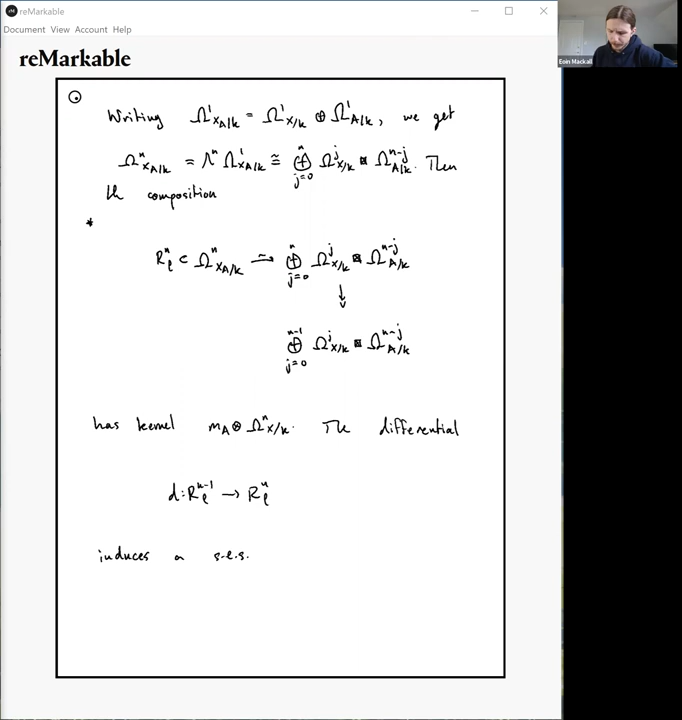 reMarkable
Document View Account Help
reMarkable
Eoin Mackall
Writing Ω¹_{X_A/k} = Ω¹_{X/k} ⊕ Ω¹_{A/k}, we get
Ωⁿ_{X_A/k} = Λⁿ Ω¹_{X_A/k} ≅ ⊕_{j=0}^{n} Ω^j_{X/k} ⊠ Ω^{n-j}_{A/k}. Then
the composition
*
R^n_ℓ ⊂ Ωⁿ_{X_A/k} ⥲ ⊕_{j=0}^{n} Ω^j_{X/k} ⊠ Ω^{n-j}_{A/k}
↓
⊕_{j=0}^{n-1} Ω^j_{X/k} ⊠ Ω^{n-j}_{A/k}
has kernel m_A ⊗ Ωⁿ_{X/k}. The differential
d: R^{n-1}_ℓ → R^n_ℓ
induces a s.e.s.